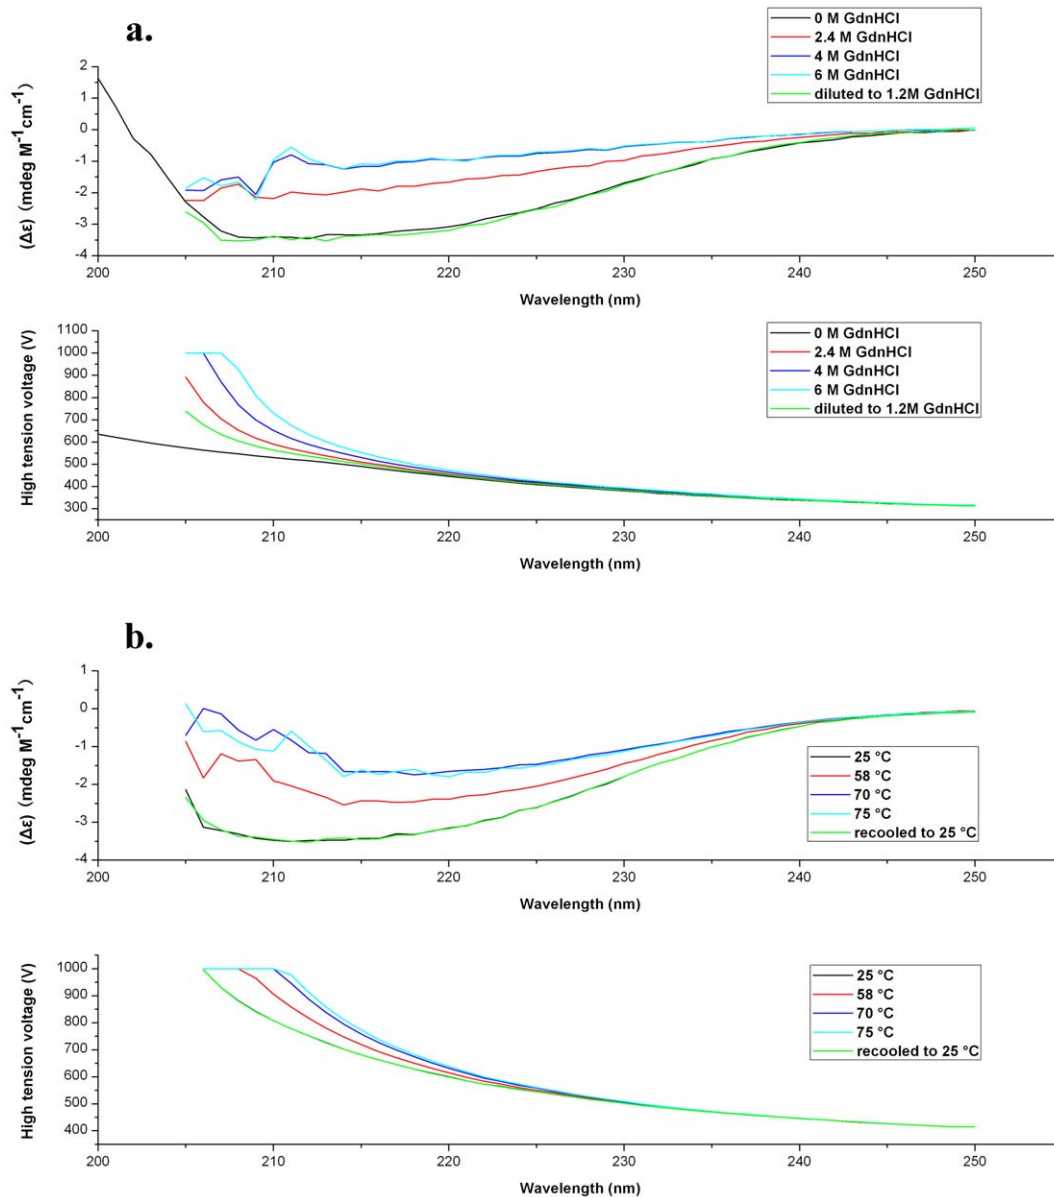 a.
0 M GdnHCl
2.4 M GdnHCl
4 M GdnHCl
6 M GdnHCl
diluted to 1.2M GdnHCl
(Δε) (mdeg M⁻¹cm⁻¹)
2
1
0
-1
-2
-3
-4
200 210 220 230 240 250
Wavelength (nm)
0 M GdnHCl
2.4 M GdnHCl
4 M GdnHCl
6 M GdnHCl
diluted to 1.2M GdnHCl
High tension voltage (V)
1100
1000
900
800
700
600
500
400
300
200 210 220 230 240 250
Wavelength (nm)
b.
(Δε) (mdeg M⁻¹cm⁻¹)
1
0
-1
-2
-3
-4
25 °C
58 °C
70 °C
75 °C
recooled to 25 °C
200 210 220 230 240 250
Wavelength (nm)
High tension voltage (V)
1000
900
800
700
600
500
400
25 °C
58 °C
70 °C
75 °C
recooled to 25 °C
200 210 220 230 240 250
Wavelength (nm)